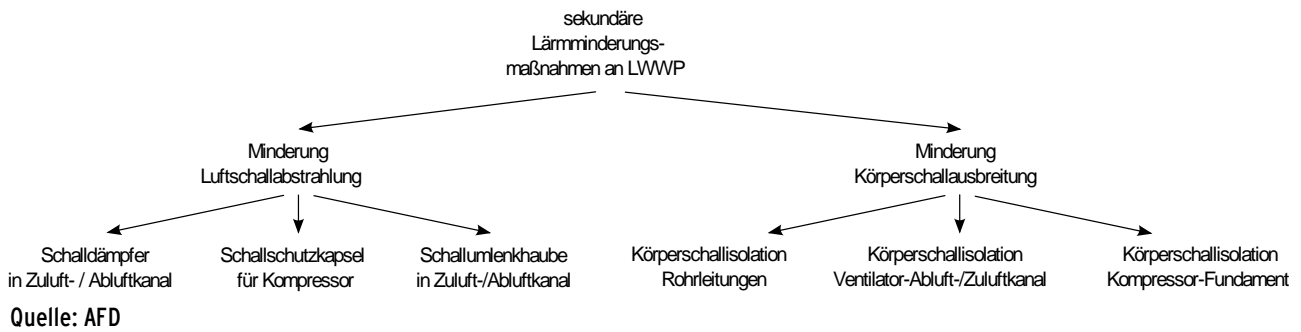 sekundäre
Lärmminderungs-
maßnahmen an LWWP
Minderung
Luftschallabstrahlung
Minderung
Körperschallausbreitung
Schalldämpfer
in Zuluft- / Abluftkanal
Schallschutzkapsel
für Kompressor
Schallumlenkhaube
in Zuluft-/Abluftkanal
Körperschallisolation
Rohrleitungen
Körperschallisolation
Ventilator-Abluft-/Zuluftkanal
Körperschallisolation
Kompressor-Fundament
Quelle: AFD